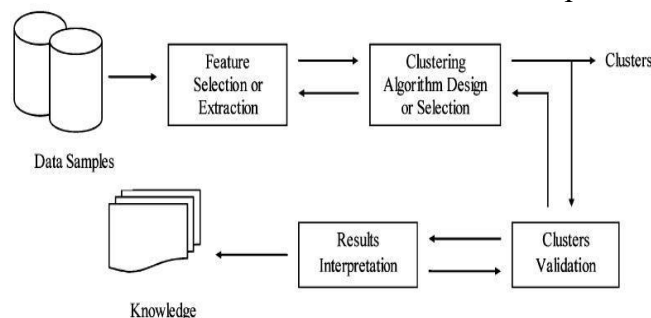 Feature
Selection or
Extraction
Clustering
Algorithm Design
or Selection
Clusters
Data Samples
Results
Interpretation
Clusters
Validation
Knowledge